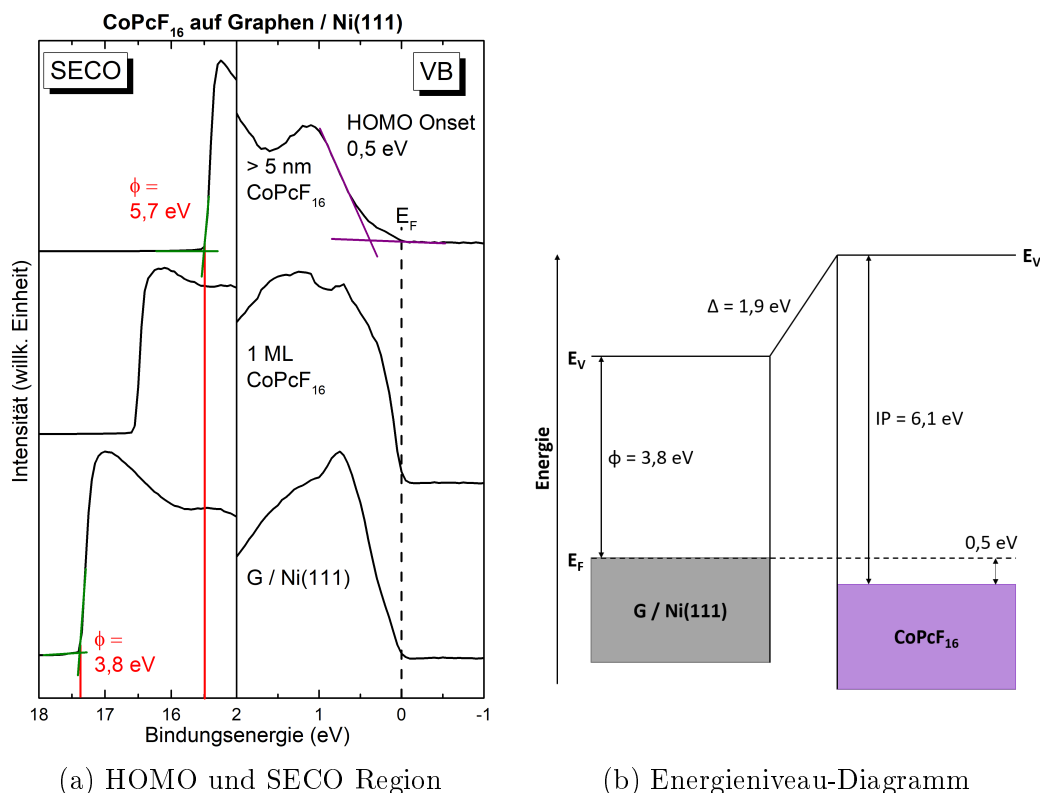 CoPcF16 auf Graphen / Ni(111)
SECO
VB
HOMO Onset
0,5 eV
> 5 nm
CoPcF16
ϕ =
5,7 eV
EF
1 ML
CoPcF16
G / Ni(111)
ϕ =
3,8 eV
Intensität (willk. Einheit)
18 17 16 2 1 0 -1
Bindungsenergie (eV)
(a) HOMO und SECO Region
EV
Δ = 1,9 eV
EV
IP = 6,1 eV
ϕ = 3,8 eV
Energie
0,5 eV
EF
G / Ni(111)
CoPcF16
(b) Energieniveau-Diagramm